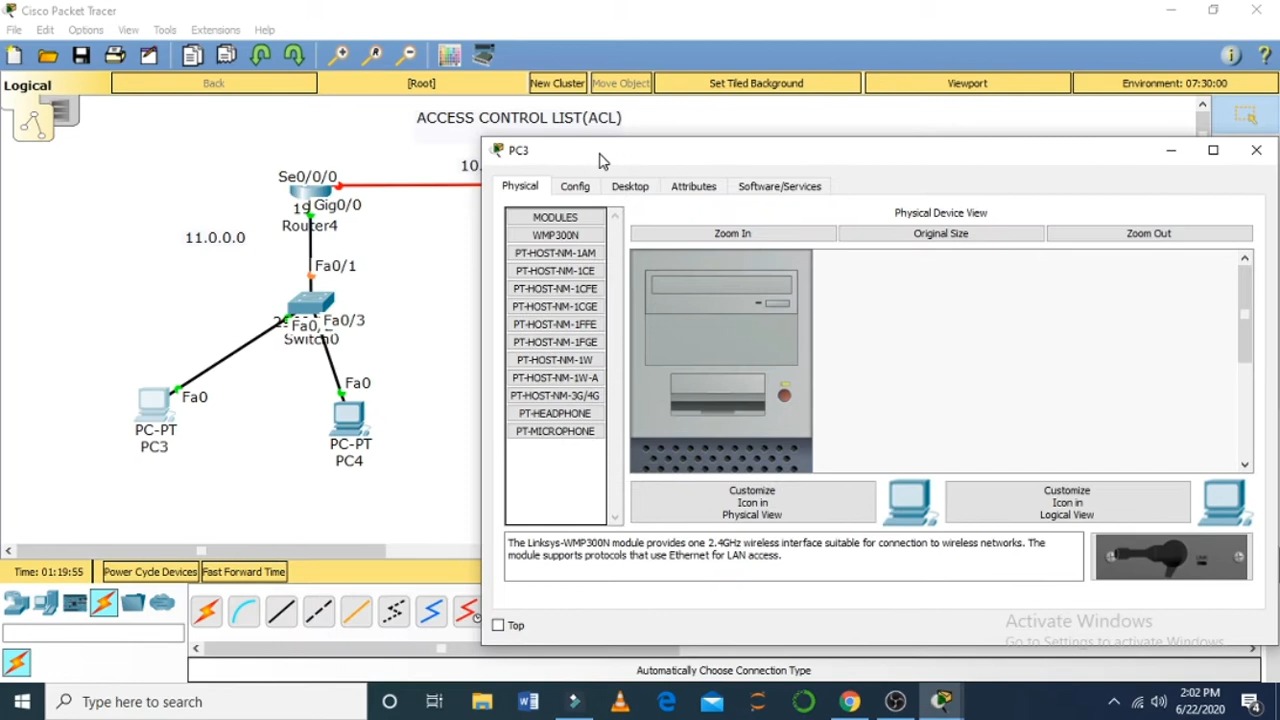 Cisco Packet Tracer
File Edit Options View Tools Extensions Help
Logical
Back
[Root]
New Cluster
Move Object
Set Tiled Background
Viewport
Environment: 07:30:00
ACCESS CONTROL LIST(ACL)
10.
Se0/0/0
19
Gig0/0
Router4
11.0.0.0
Fa0/1
Fa0/3
Switch0
Fa0
Fa0
PC-PT
PC3
PC-PT
PC4
PC3
Physical Config Desktop Attributes Software/Services
MODULES
WMP300N
PT-HOST-NM-1AM
PT-HOST-NM-1CE
PT-HOST-NM-1CFE
PT-HOST-NM-1CGE
PT-HOST-NM-1FFE
PT-HOST-NM-1FGE
PT-HOST-NM-1W
PT-HOST-NM-1W-A
PT-HOST-NM-3G/4G
PT-HEADPHONE
PT-MICROPHONE
Physical Device View
Zoom In
Original Size
Zoom Out
Customize
Icon in
Physical View
Customize
Icon in
Logical View
The Linksys-WMP300N module provides one 2.4GHz wireless interface suitable for connection to wireless networks. The
module supports protocols that use Ethernet for LAN access.
Top
Activate Windows
Go to Settings to activate Windows.
Time: 01:19:55
Power Cycle Devices
Fast Forward Time
Automatically Choose Connection Type
Type here to search
2:02 PM
6/22/2020
4